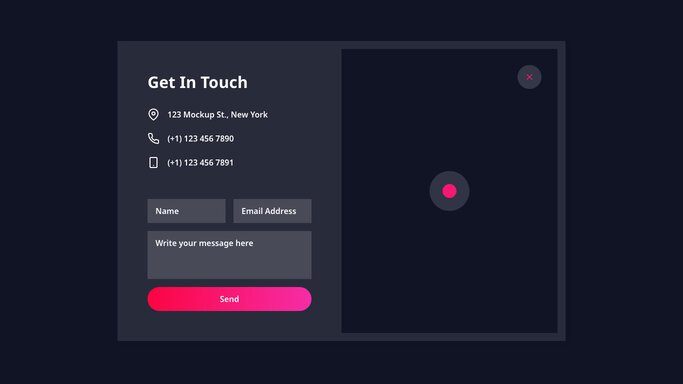 Get In Touch
123 Mockup St., New York
(+1) 123 456 7890
(+1) 123 456 7891
Name
Email Address
Write your message here
Send